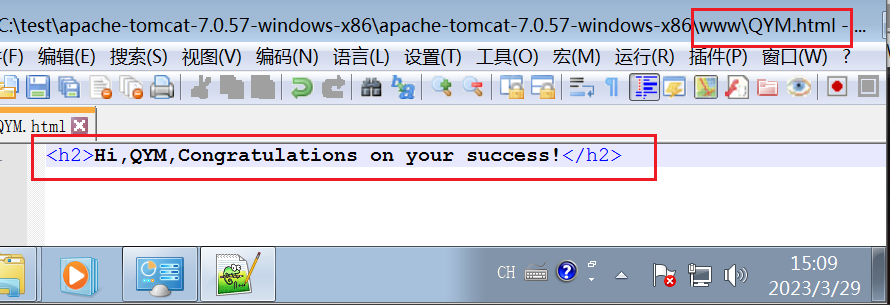 C:\test\apache-tomcat-7.0.57-windows-x86\apache-tomcat-7.0.57-windows-x86\www\QYM.html - ...
(F) 编辑(E) 搜索(S) 视图(V) 编码(N) 语言(L) 设置(T) 工具(O) 宏(M) 运行(R) 插件(P) 窗口(W) ?
QYM.html
1
<h2>Hi,QYM,Congratulations on your success!</h2>
CH
15:09
2023/3/29